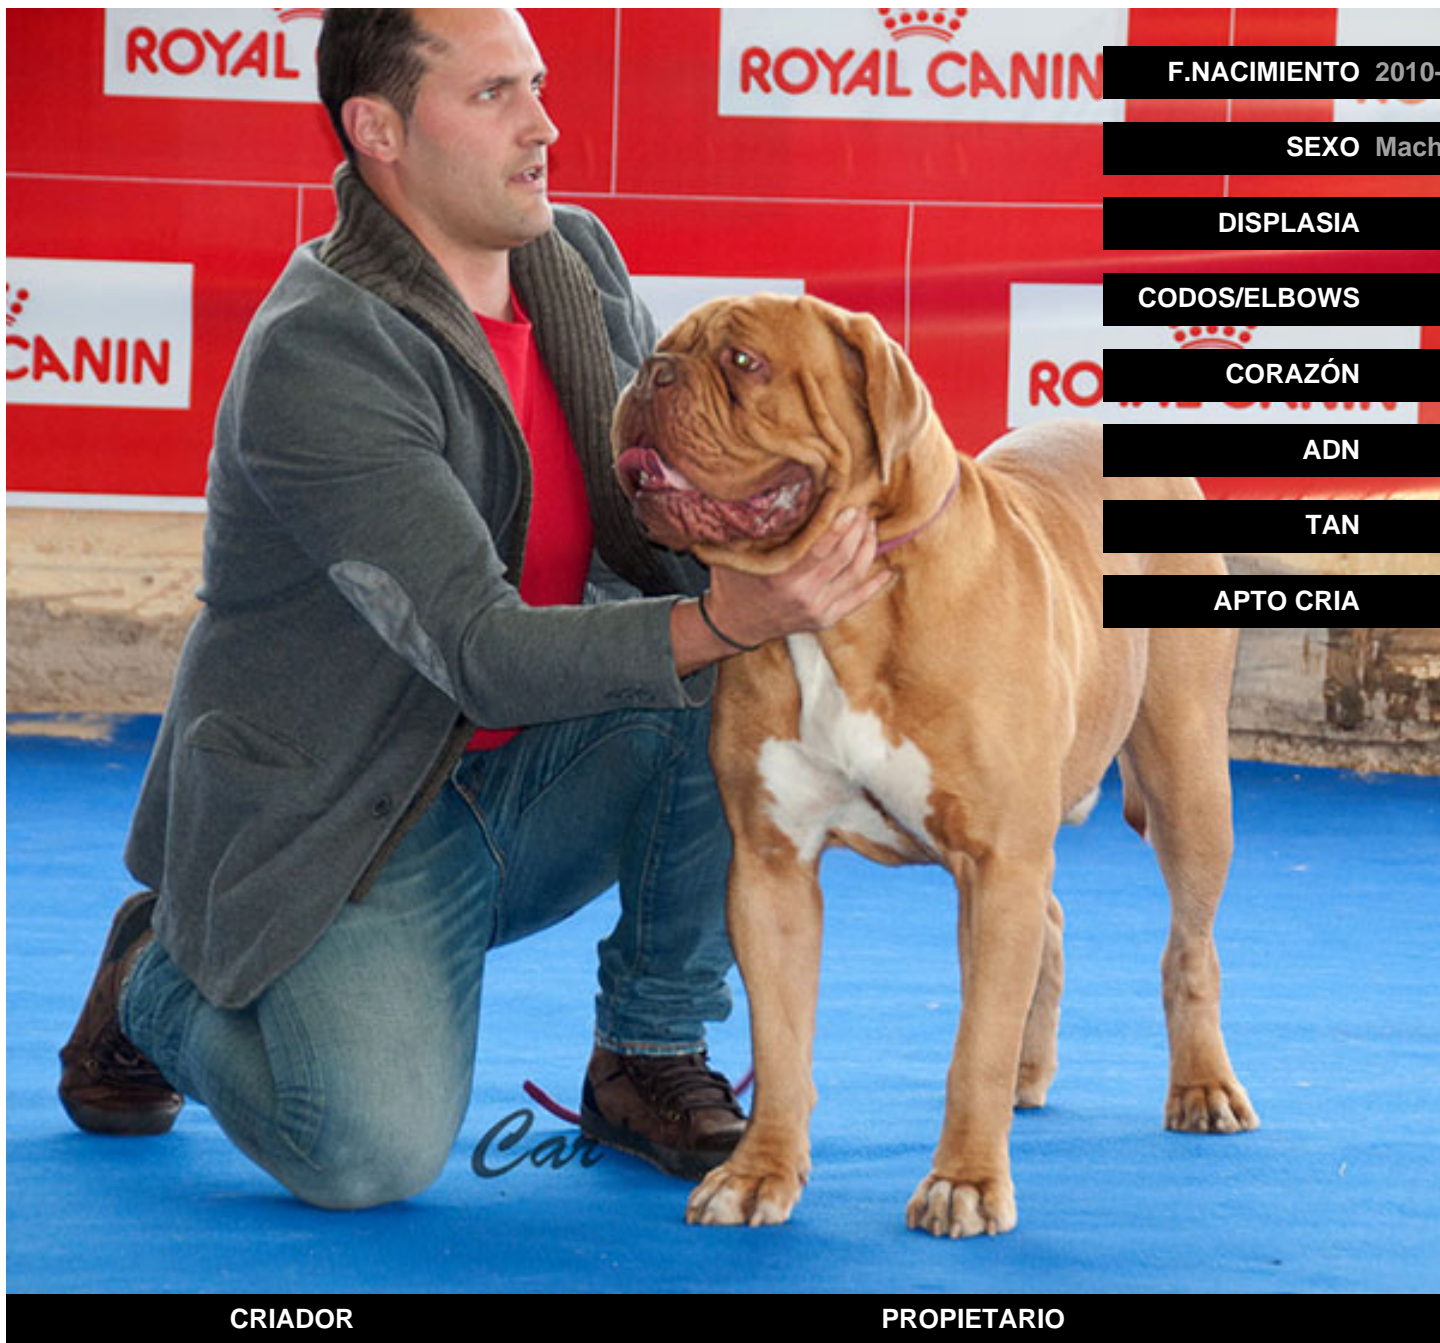 ROYAL
ROYAL CANIN
F.NACIMIENTO 2010-
SEXO Mach
DISPLASIA
CANIN
CODOS/ELBOWS
CORAZÓN
RO
ADN
TAN
APTO CRIA
Can
CRIADOR PROPIETARIO